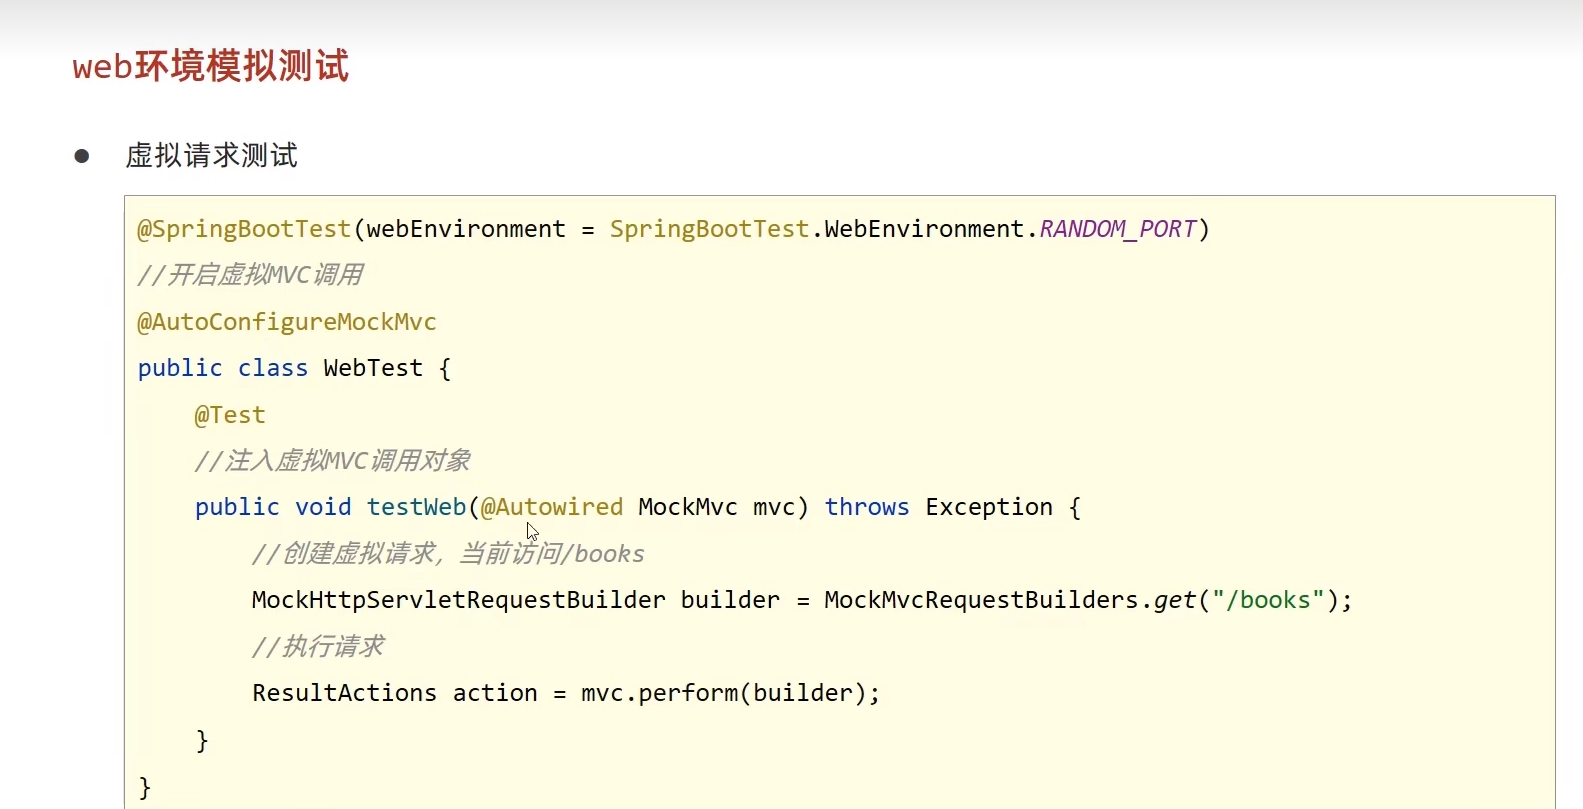 web环境模拟测试
● 虚拟请求测试
@SpringBootTest(webEnvironment = SpringBootTest.WebEnvironment.RANDOM_PORT)
//开启虚拟MVC调用
@AutoConfigureMockMvc
public class WebTest {
    @Test
    //注入虚拟MVC调用对象
    public void testWeb(@Autowired MockMvc mvc) throws Exception {
        //创建虚拟请求，当前访问/books
        MockHttpServletRequestBuilder builder = MockMvcRequestBuilders.get("/books");
        //执行请求
        ResultActions action = mvc.perform(builder);
    }
}